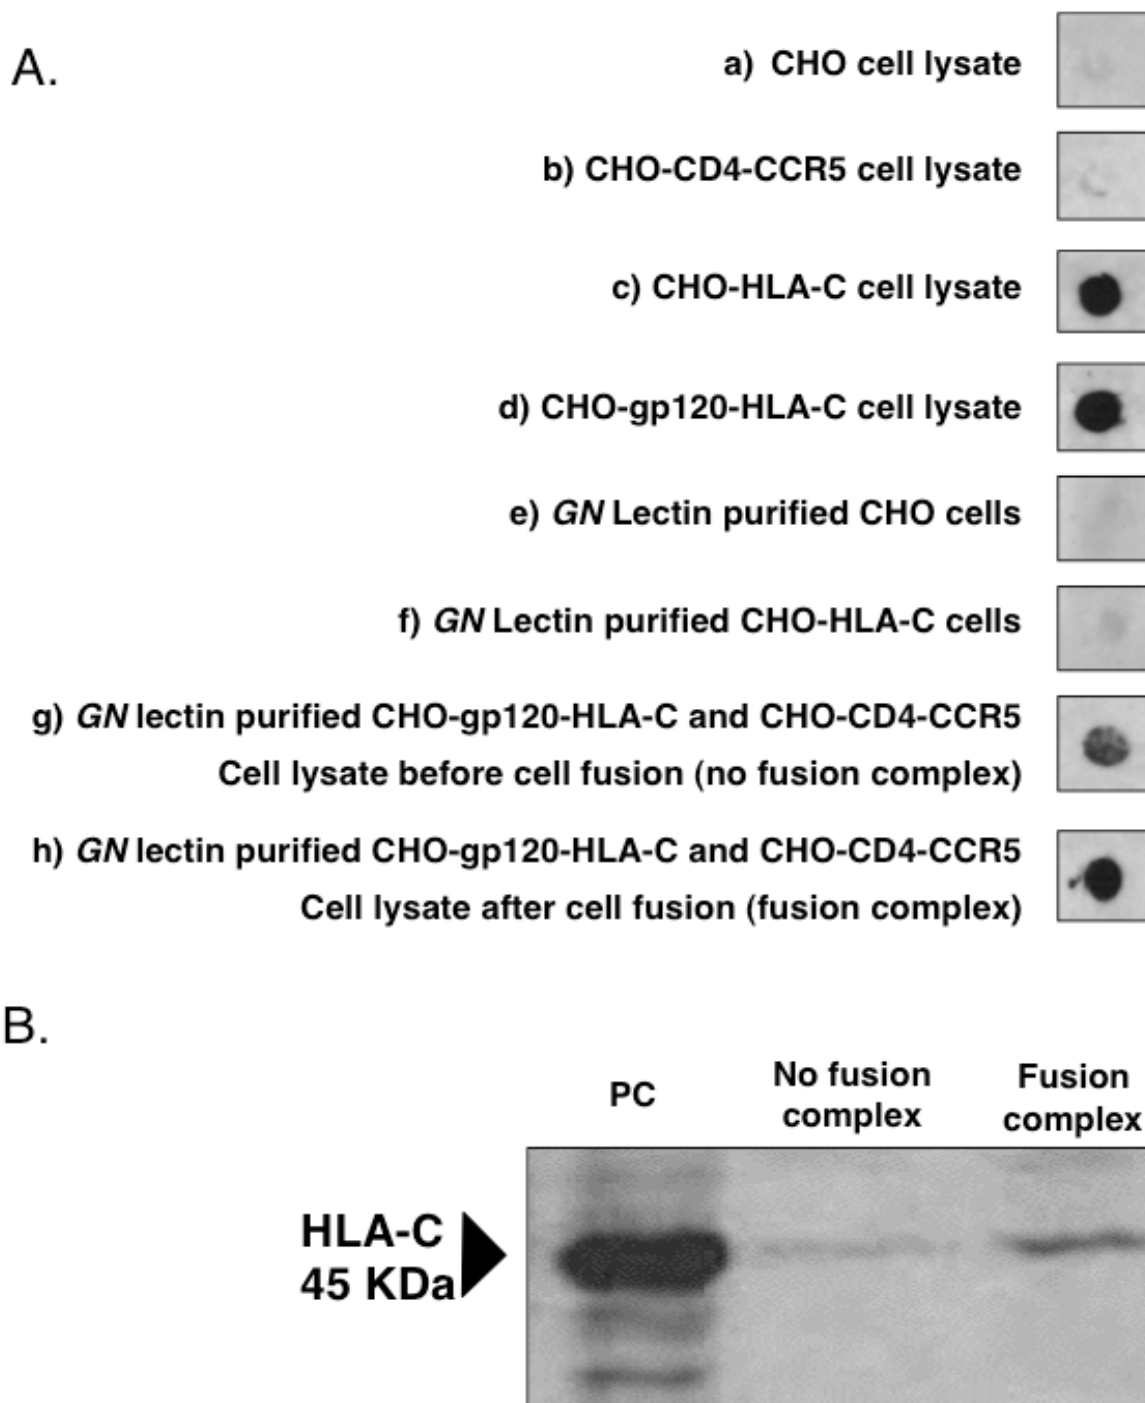 A.
a) CHO cell lysate
b) CHO-CD4-CCR5 cell lysate
c) CHO-HLA-C cell lysate
d) CHO-gp120-HLA-C cell lysate
e) GN Lectin purified CHO cells
f) GN Lectin purified CHO-HLA-C cells
g) GN lectin purified CHO-gp120-HLA-C and CHO-CD4-CCR5
Cell lysate before cell fusion (no fusion complex)
h) GN lectin purified CHO-gp120-HLA-C and CHO-CD4-CCR5
Cell lysate after cell fusion (fusion complex)
B.
PC
No fusion
complex
Fusion
complex
HLA-C
45 KDa